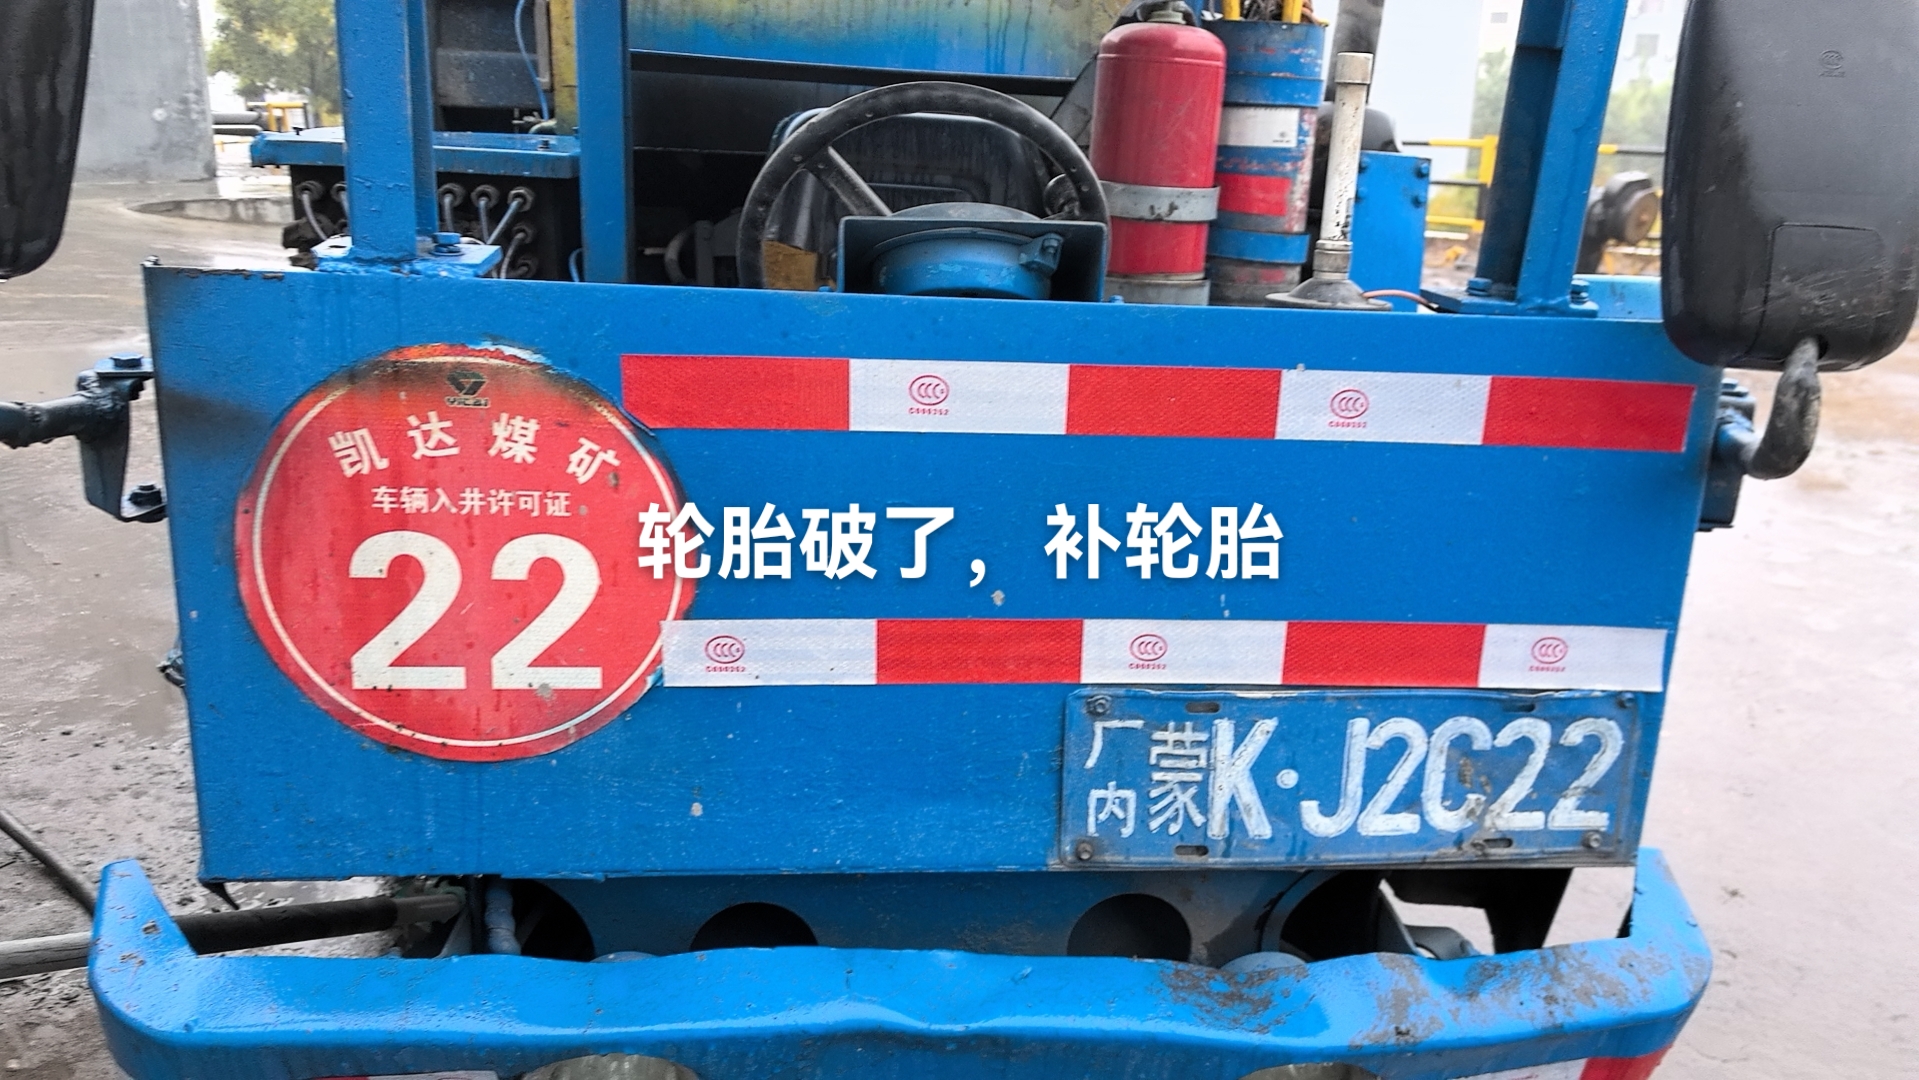 凯达煤矿
车辆入井许可证
22
轮胎破了，补轮胎
厂内 蒙K·J2C22